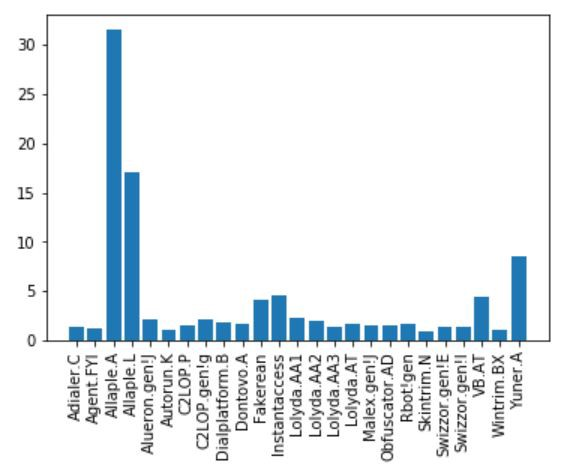 30
25
20
15
10
5
0
Adialer.C
Agent.FYI
Allaple.A
Allaple.L
Alueron.gen!J
Autorun.K
C2LOP.P
C2LOP.gen!g
Dialplatform.B
Dontovo.A
Fakerean
Instantaccess
Lolyda.AA1
Lolyda.AA2
Lolyda.AA3
Lolyda.AT
Malex.gen!J
Obfuscator.AD
Rbot!gen
Skintrim.N
Swizzor.gen!E
Swizzor.gen!I
VB.AT
Wintrim.BX
Yuner.A